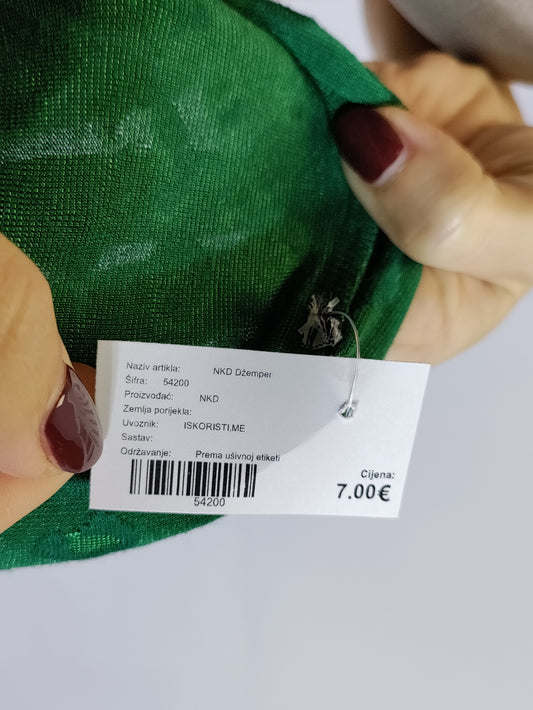 Naziv artikla: NKD Džemper
Šifra: 54200
Proizvođač: NKD
Zemlja porijekla:
Uvoznik: ISKORISTI.ME
Sastav:
Održavanje: Prema ušivnoj etiketi
54200
Cijena:
7.00€